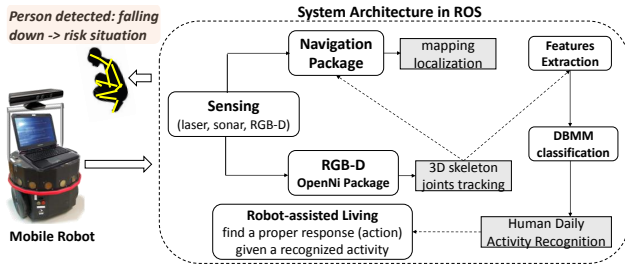 Person detected: falling
down -> risk situation
System Architecture in ROS
Navigation
Package
mapping
localization
Features
Extraction
Sensing
(laser, sonar, RGB-D)
DBMM
classification
RGB-D
OpenNi Package
3D skeleton
joints tracking
Robot-assisted Living
find a proper response (action)
given a recognized activity
Human Daily
Activity Recognition
Mobile Robot